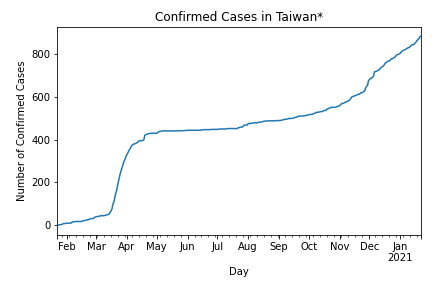 Confirmed Cases in Taiwan*
Number of Confirmed Cases
800
600
400
200
0
Feb Mar Apr May Jun Jul Aug Sep Oct Nov Dec Jan
2021
Day